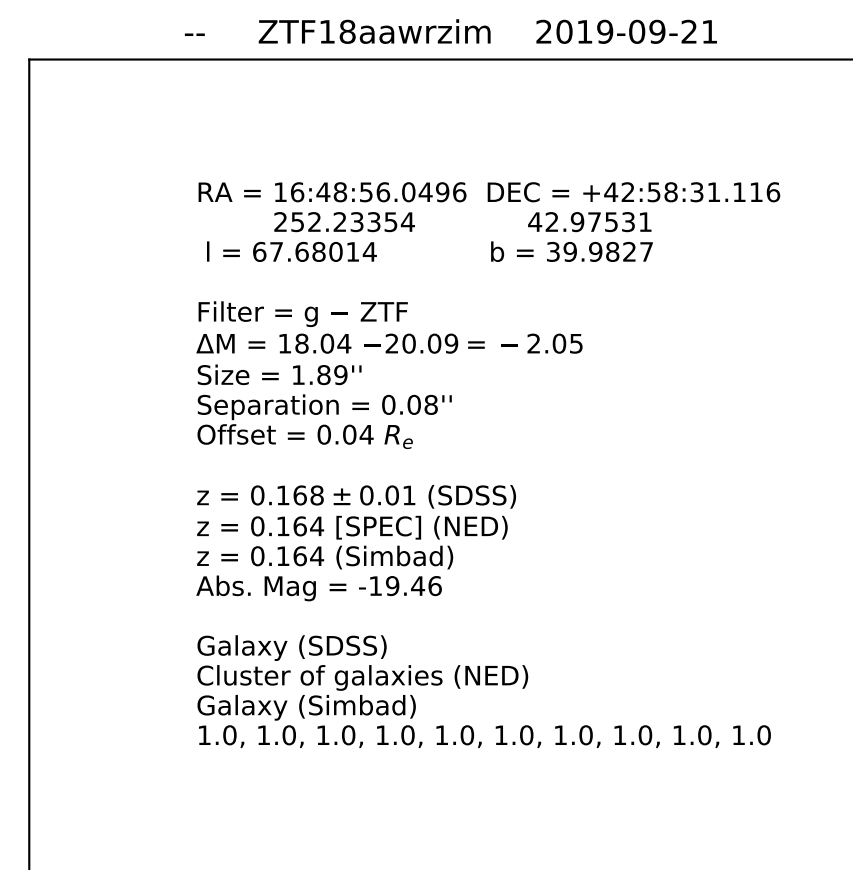 -- ZTF18aawrzim 2019-09-21
RA = 16:48:56.0496 DEC = +42:58:31.116
252.23354 42.97531
l = 67.68014 b = 39.9827
Filter = g − ZTF
ΔM = 18.04 −20.09 = − 2.05
Size = 1.89''
Separation = 0.08''
Offset = 0.04 Rₑ
z = 0.168 ± 0.01 (SDSS)
z = 0.164 [SPEC] (NED)
z = 0.164 (Simbad)
Abs. Mag = -19.46
Galaxy (SDSS)
Cluster of galaxies (NED)
Galaxy (Simbad)
1.0, 1.0, 1.0, 1.0, 1.0, 1.0, 1.0, 1.0, 1.0, 1.0